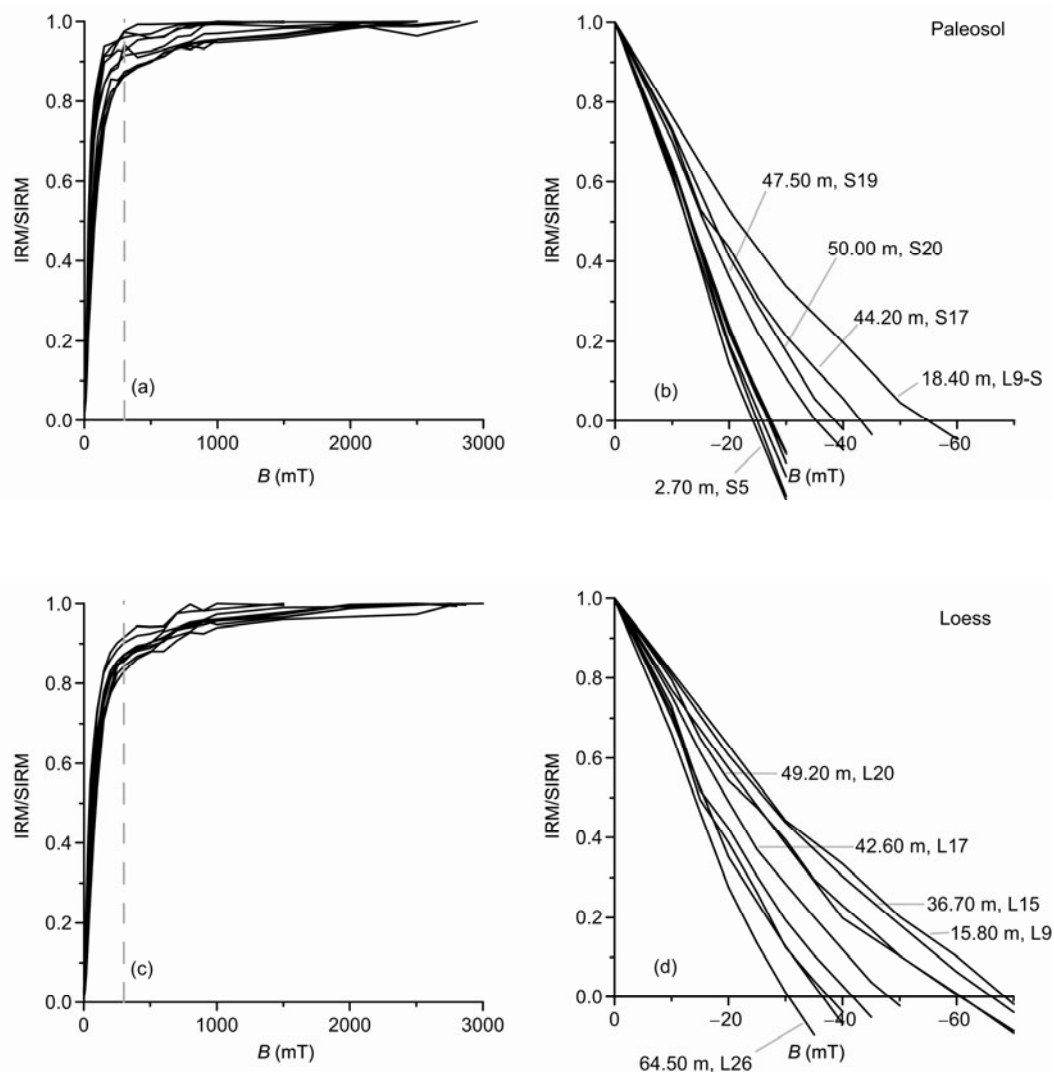 1.0
0.8
0.6
0.4
0.2
0.0
IRM/SIRM
(a)
0
1000
2000
3000
B (mT)
Paleosol
1.0
0.8
0.6
0.4
0.2
0.0
IRM/SIRM
47.50 m, S19
50.00 m, S20
44.20 m, S17
18.40 m, L9-S
(b)
0
−20
−40
−60
B (mT)
2.70 m, S5
1.0
0.8
0.6
0.4
0.2
0.0
IRM/SIRM
(c)
0
1000
2000
3000
B (mT)
Loess
1.0
0.8
0.6
0.4
0.2
0.0
IRM/SIRM
49.20 m, L20
42.60 m, L17
36.70 m, L15
15.80 m, L9
(d)
0
−20
−40
−60
B (mT)
64.50 m, L26